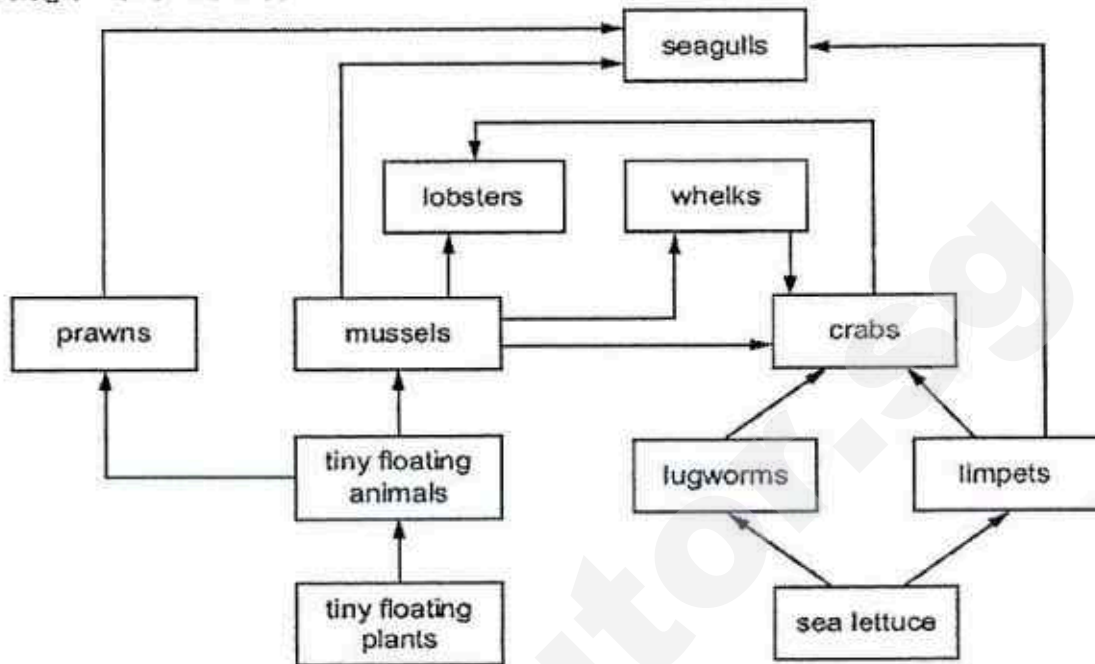 seagulls
lobsters
whelks
prawns
mussels
crabs
tiny floating
animals
lugworms
limpets
tiny floating
plants
sea lettuce